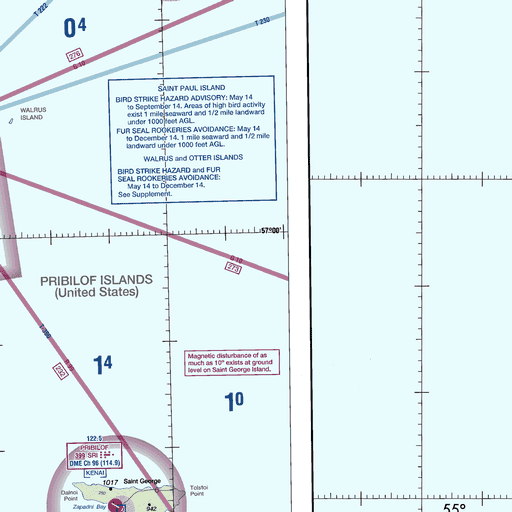 T 222
0⁴
276
G 10
T 230
WALRUS
ISLAND
SAINT PAUL ISLAND
BIRD STRIKE HAZARD ADVISORY: May 14
to September 14. Areas of high bird activity
exist 1 mile seaward and 1/2 mile landward
under 1000 feet AGL.
FUR SEAL ROOKERIES AVOIDANCE: May 14
to December 14. 1 mile seaward and 1/2 mile
landward under 1000 feet AGL.
WALRUS and OTTER ISLANDS
BIRD STRIKE HAZARD and FUR
SEAL ROOKERIES AVOIDANCE:
May 14 to December 14.
See Supplement.
57°00'
G 10
273
PRIBILOF ISLANDS
(United States)
1⁴
292
Magnetic disturbance of as
much as 10° exists at ground
level on Saint George Island.
1⁰
122.5
PRIBILOF
399 SRI
DME Ch 96 (114.9)
KENAI
1017 Saint George
Tolstoi
Point
Dalnoi
Point
Zapadni Bay
942
55°